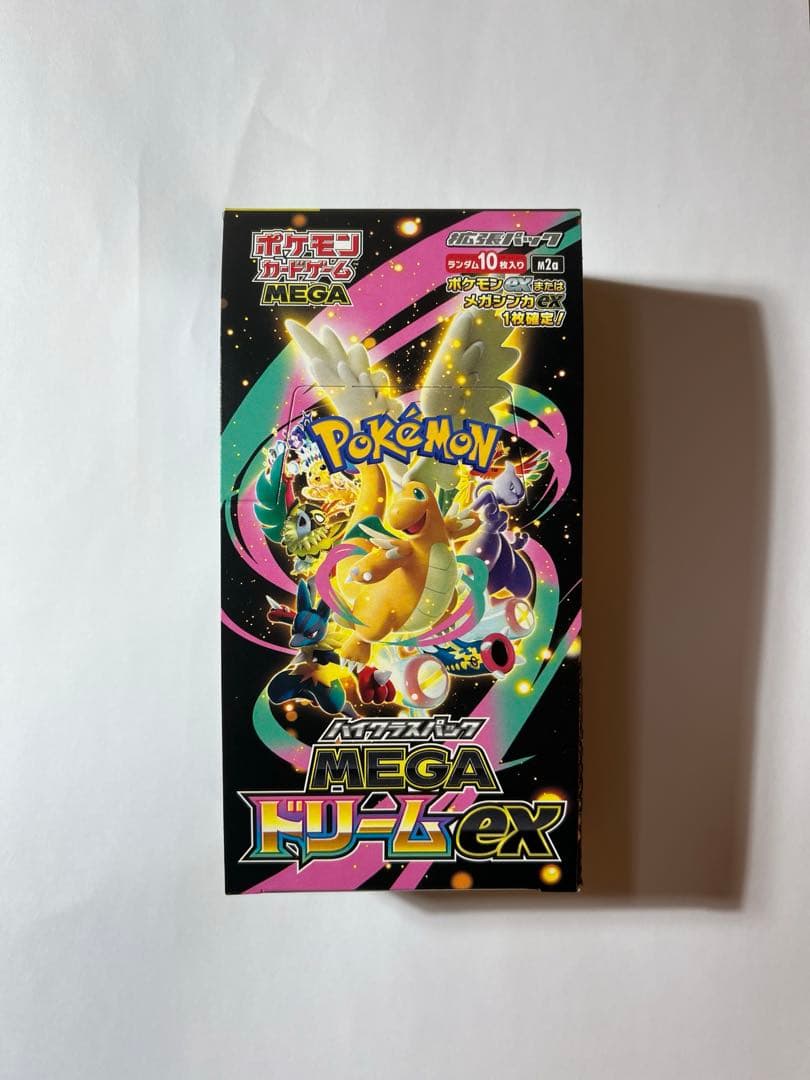 ポケモン
カードゲーム
MEGA
拡張パック
ランダム10枚入り m2a
ポケモンexまたは
メガシンカex
1枚確定!
POKéMON
ハイクラスパック
MEGA
ドリームex